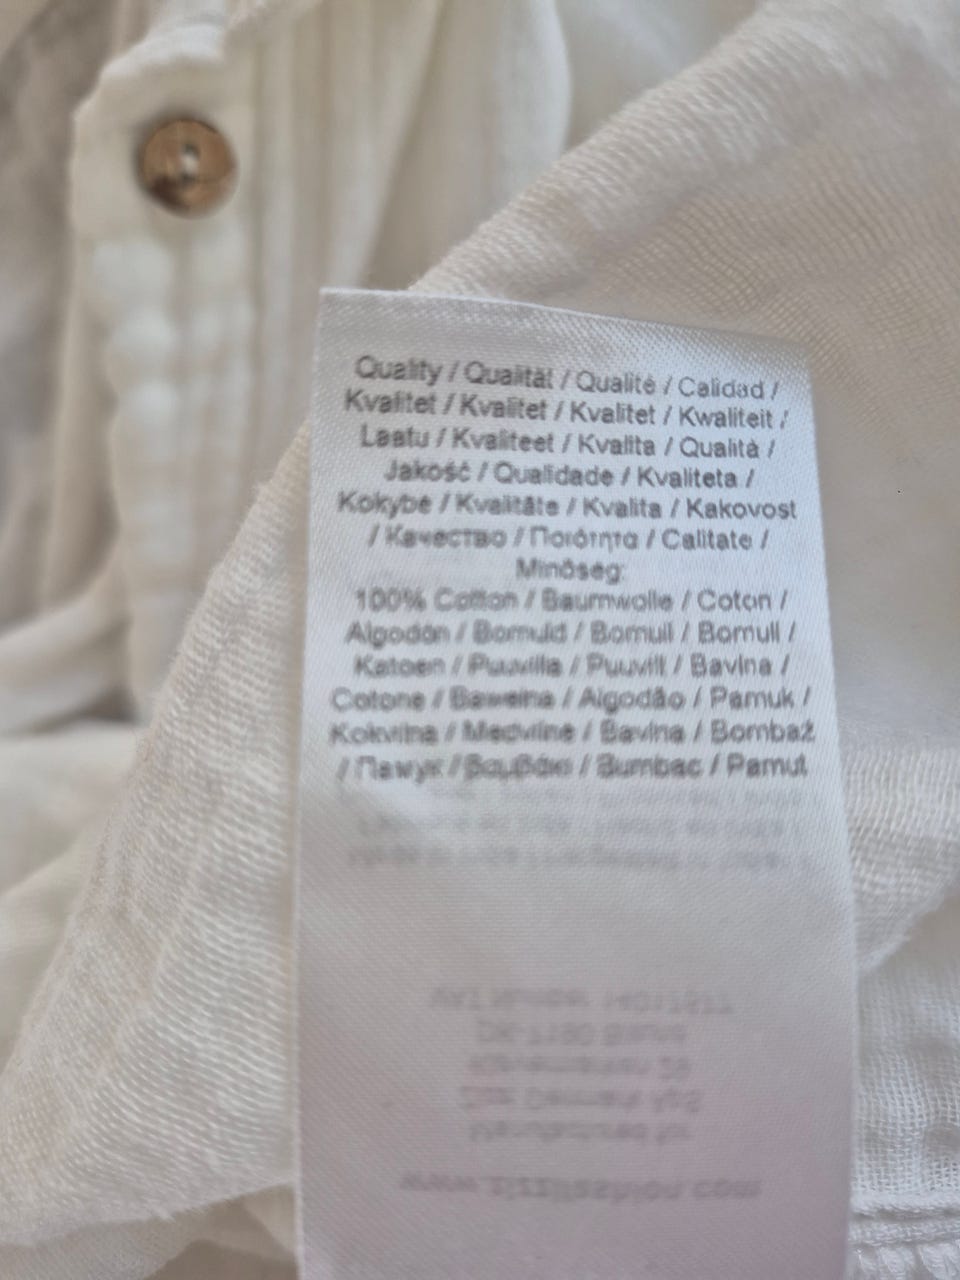 Quality / Qualität / Qualité / Calidad /
Kvalitet / Kvalitet / Kvalitet / Kwaliteit /
Laatu / Kvaliteet / Kvalita / Qualità /
Jakość / Qualidade / Kvaliteta /
Kokybė / Kvalitāte / Kvalita / Kakovost
/ Качество / Ποιότητα / Calitate /
Minőség:
100% Cotton / Baumwolle / Coton /
Algodón / Bomuld / Bomull / Bomull /
Katoen / Puuvilla / Puuvill / Bavlna /
Cotone / Bawełna / Algodão / Pamuk /
Kokvilna / Medvilnė / Bavlna / Bombaž
/ Памук / βαμβάκι / Bumbac / Pamut